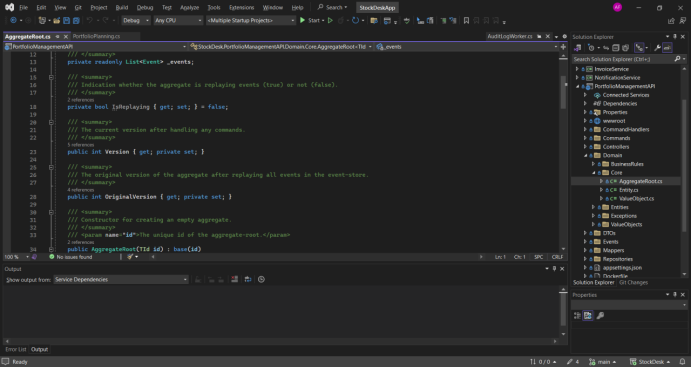 File Edit View Git Project Build Debug Test Analyze Tools Extensions Window Help Search StockDeskApp
Debug Any CPU <Multiple Startup Projects> Start
AggregateRoot.cs PortfolioPlanning.cs AuditLogWorker.cs
PortfolioManagementAPI StockDesk.PortfolioManagementAPI.Domain.Core.AggregateRoot<TId _events
12 /// </summary>
13 private readonly List<Event> _events;
14
15 /// <summary>
16 /// Indication whether the aggregate is replaying events (true) or not (false).
17 /// </summary>
2 references
18 private bool isReplaying { get; set; } = false;
19
20 /// <summary>
21 /// The current version after handling any commands.
22 /// </summary>
5 references
23 public int Version { get; private set; }
24
25 /// <summary>
26 /// The original version of the aggregate after replaying all events in the event-store.
27 /// </summary>
4 references
28 public int OriginalVersion { get; private set; }
29
30 /// <summary>
31 /// Constructor for creating an empty aggregate.
32 /// </summary>
33 /// <param name="id">The unique id of the aggregate-root.</param>
2 references
34 public AggregateRoot(TId id) : base(id)
100 % No issues found Ln: 1 Ch: 1 SPC CRLF
Output
Show output from: Service Dependencies
Error List Output
Solution Explorer
Search Solution Explorer (Ctrl+;)
InvoiceService
NotificationService
PortfolioManagementAPI
Connected Services
Dependencies
Properties
wwwroot
CommandHandlers
Commands
Controllers
Domain
BusinessRules
Core
AggregateRoot.cs
Entity.cs
ValueObject.cs
Entities
Exceptions
ValueObjects
DTOs
Events
Mappers
Repositories
appsettings.json
Dockerfile
Solution Explorer Git Changes
Properties
Ready 0 / 0 4 main StockDesk